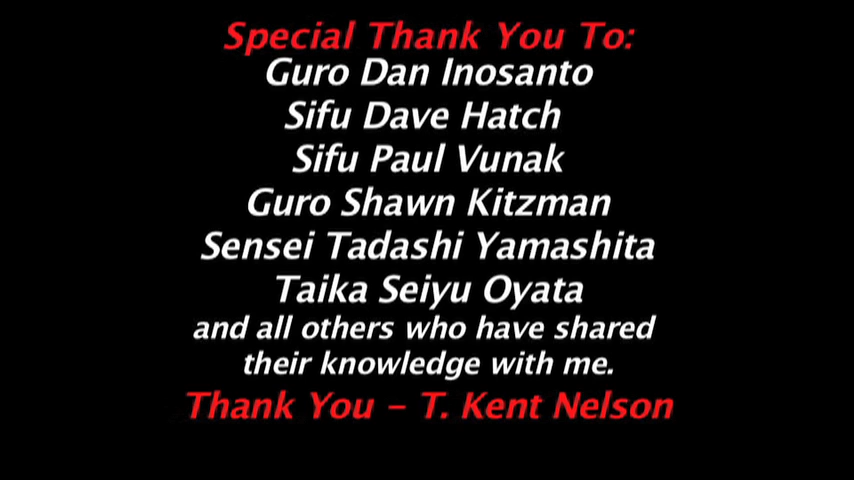 Special Thank You To:
Guro Dan Inosanto
Sifu Dave Hatch
Sifu Paul Vunak
Guro Shawn Kitzman
Sensei Tadashi Yamashita
Taika Seiyu Oyata
and all others who have shared
their knowledge with me.
Thank You - T. Kent Nelson